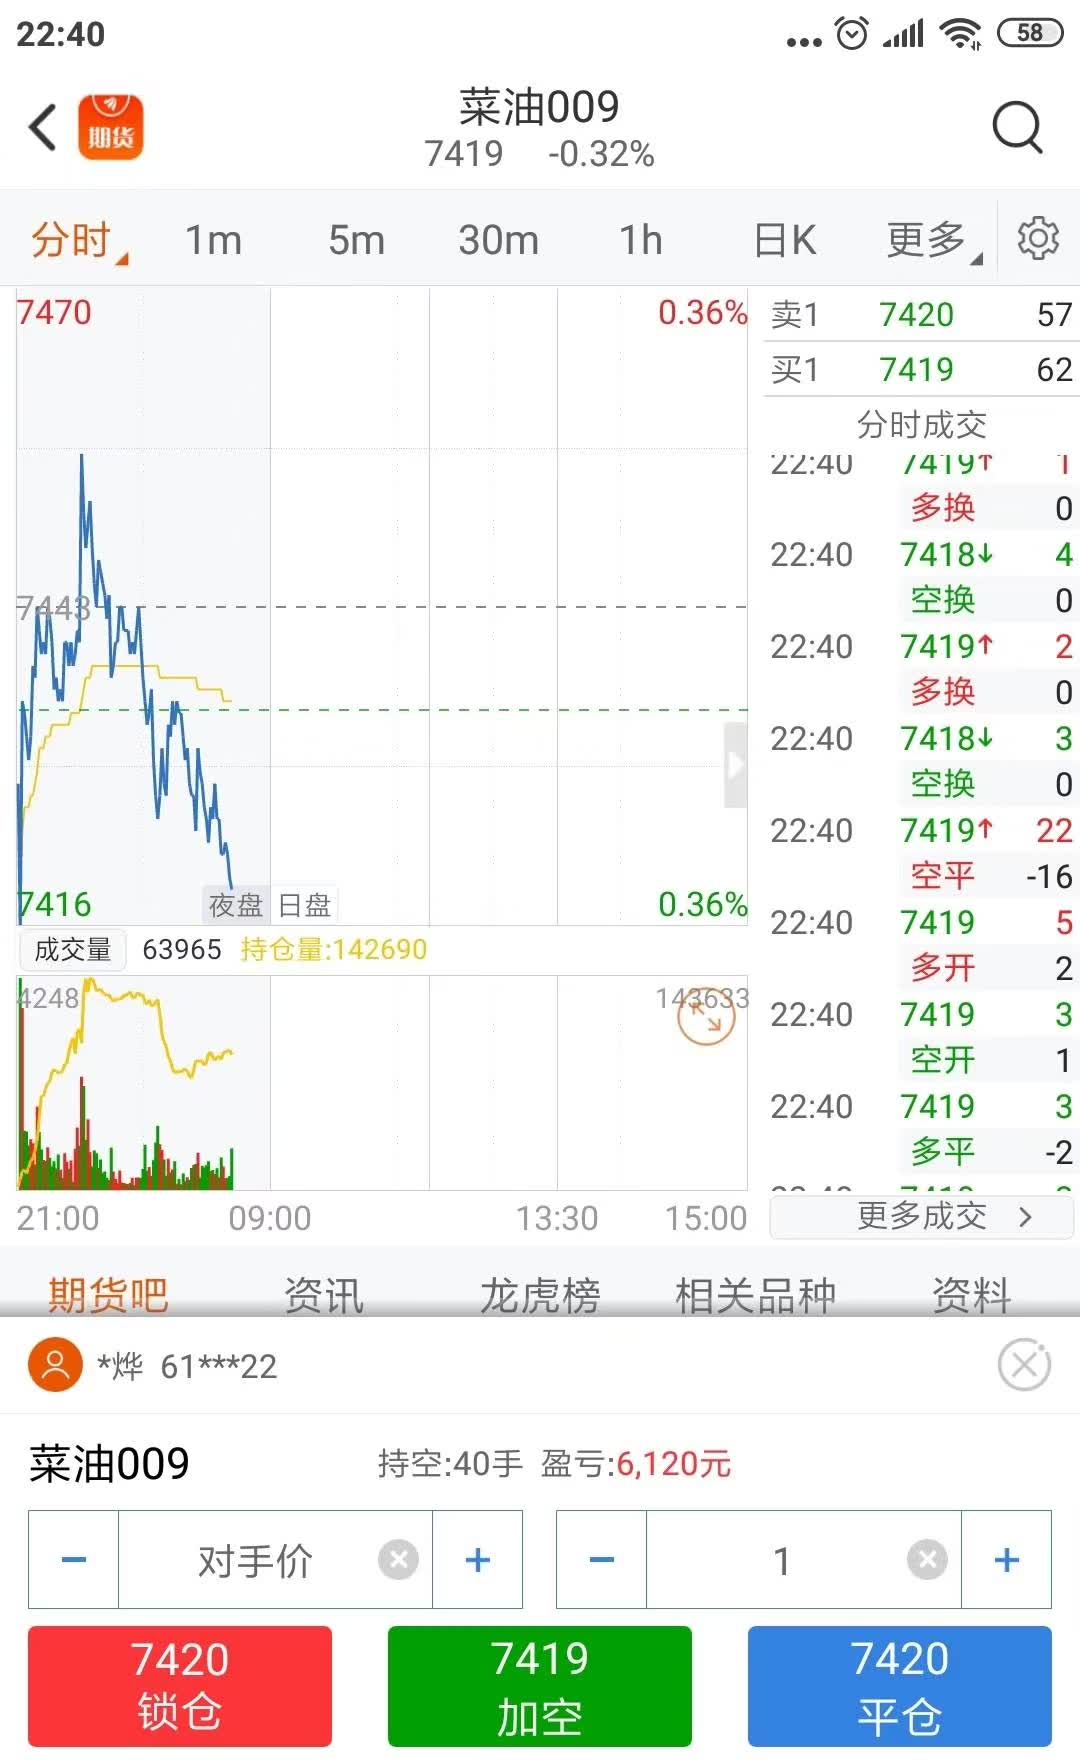 22:40
58
期货
菜油009
7419 -0.32%
分时 1m 5m 30m 1h 日K 更多
7470 0.36%
7443
7416 0.36%
夜盘 日盘
成交量 63965 持仓量:142690
4248 143633
21:00 09:00 13:30 15:00
卖1 7420 57
买1 7419 62
分时成交
22:40 7419↑ 1
多换 0
22:40 7418↓ 4
空换 0
22:40 7419↑ 2
多换 0
22:40 7418↓ 3
空换 0
22:40 7419↑ 22
空平 -16
22:40 7419 5
多开 2
22:40 7419 3
空开 1
22:40 7419 3
多平 -2
更多成交 >
期货吧 资讯 龙虎榜 相关品种 资料
*烨 61***22
菜油009 持空:40手 盈亏:6,120元
− 对手价 + − 1 +
7420 7419 7420
锁仓 加空 平仓